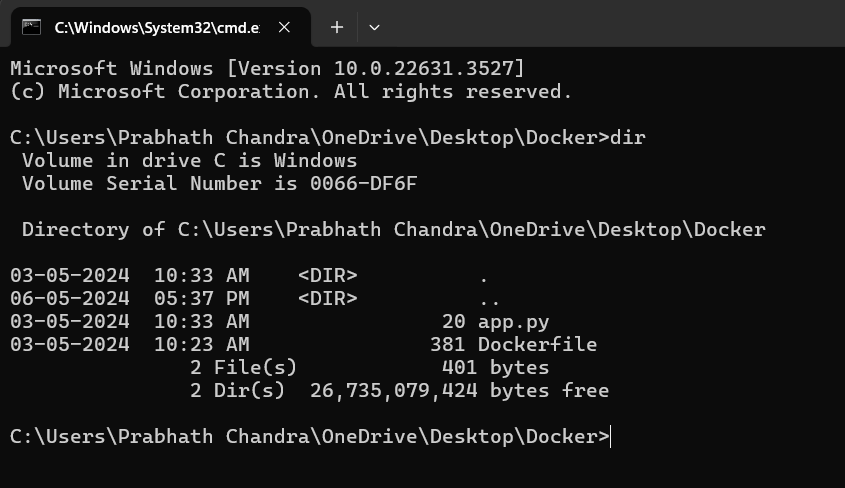 C:\Windows\System32\cmd.e
Microsoft Windows [Version 10.0.22631.3527]
(c) Microsoft Corporation. All rights reserved.
C:\Users\Prabhath Chandra\OneDrive\Desktop\Docker>dir
 Volume in drive C is Windows
 Volume Serial Number is 0066-DF6F
 Directory of C:\Users\Prabhath Chandra\OneDrive\Desktop\Docker
03-05-2024  10:33 AM    <DIR>          .
06-05-2024  05:37 PM    <DIR>          ..
03-05-2024  10:33 AM                20 app.py
03-05-2024  10:23 AM               381 Dockerfile
               2 File(s)            401 bytes
               2 Dir(s)  26,735,079,424 bytes free
C:\Users\Prabhath Chandra\OneDrive\Desktop\Docker>